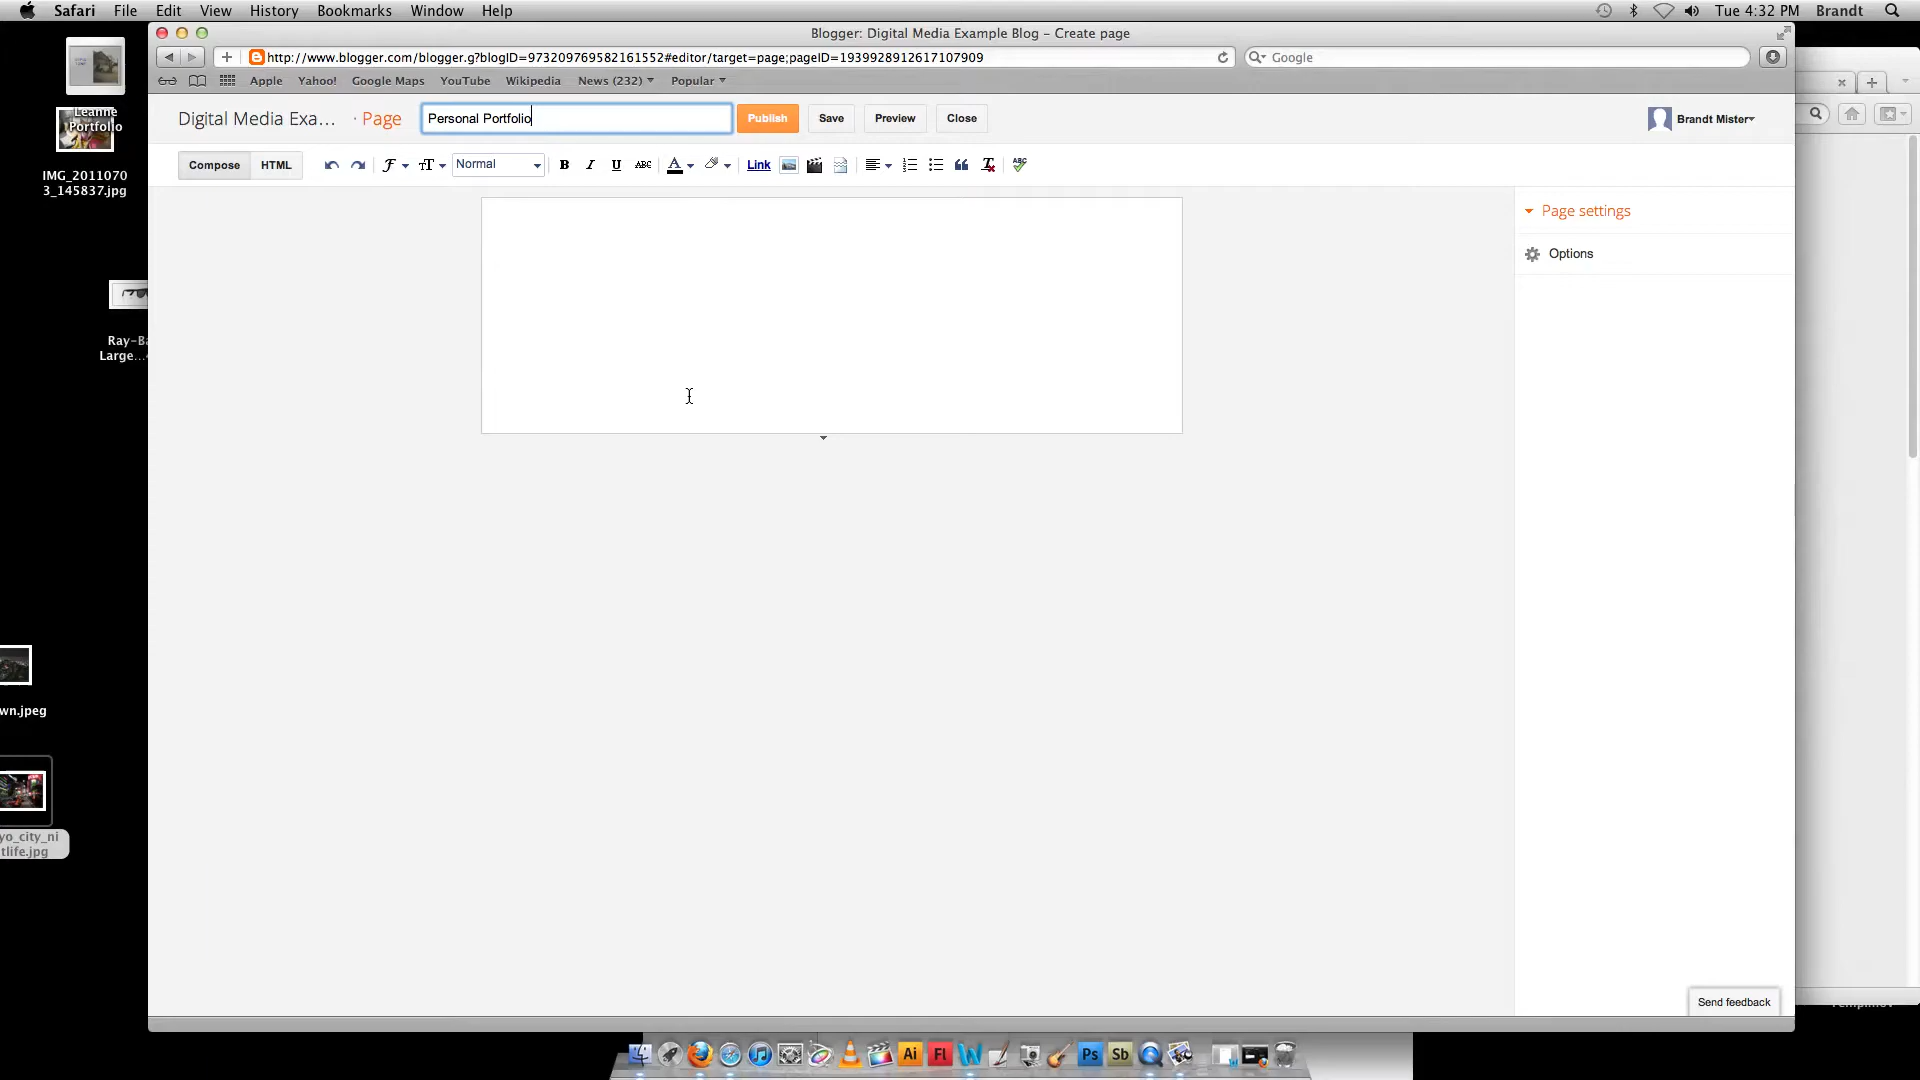 Safari File Edit View History Bookmarks Window Help Tue 4:32 PM Brandt
Blogger: Digital Media Example Blog - Create page
http://www.blogger.com/blogger.g?blogID=973209769582161552#editor/target=page;pageID=1939928912617107909
Google
Apple Yahoo! Google Maps YouTube Wikipedia News (232) Popular
Digital Media Exa... · Page
Personal Portfolio
Publish Save Preview Close
Brandt Mister
Compose HTML
Normal
B I U ABC A Link ABC
Page settings
Options
Send feedback
Leanne
Portfolio
IMG_2011070
3_145837.jpg
Ray-Ba
Large...
wn.jpeg
yo_city_ni
tlife.jpg
Ai Fl Ps Sb